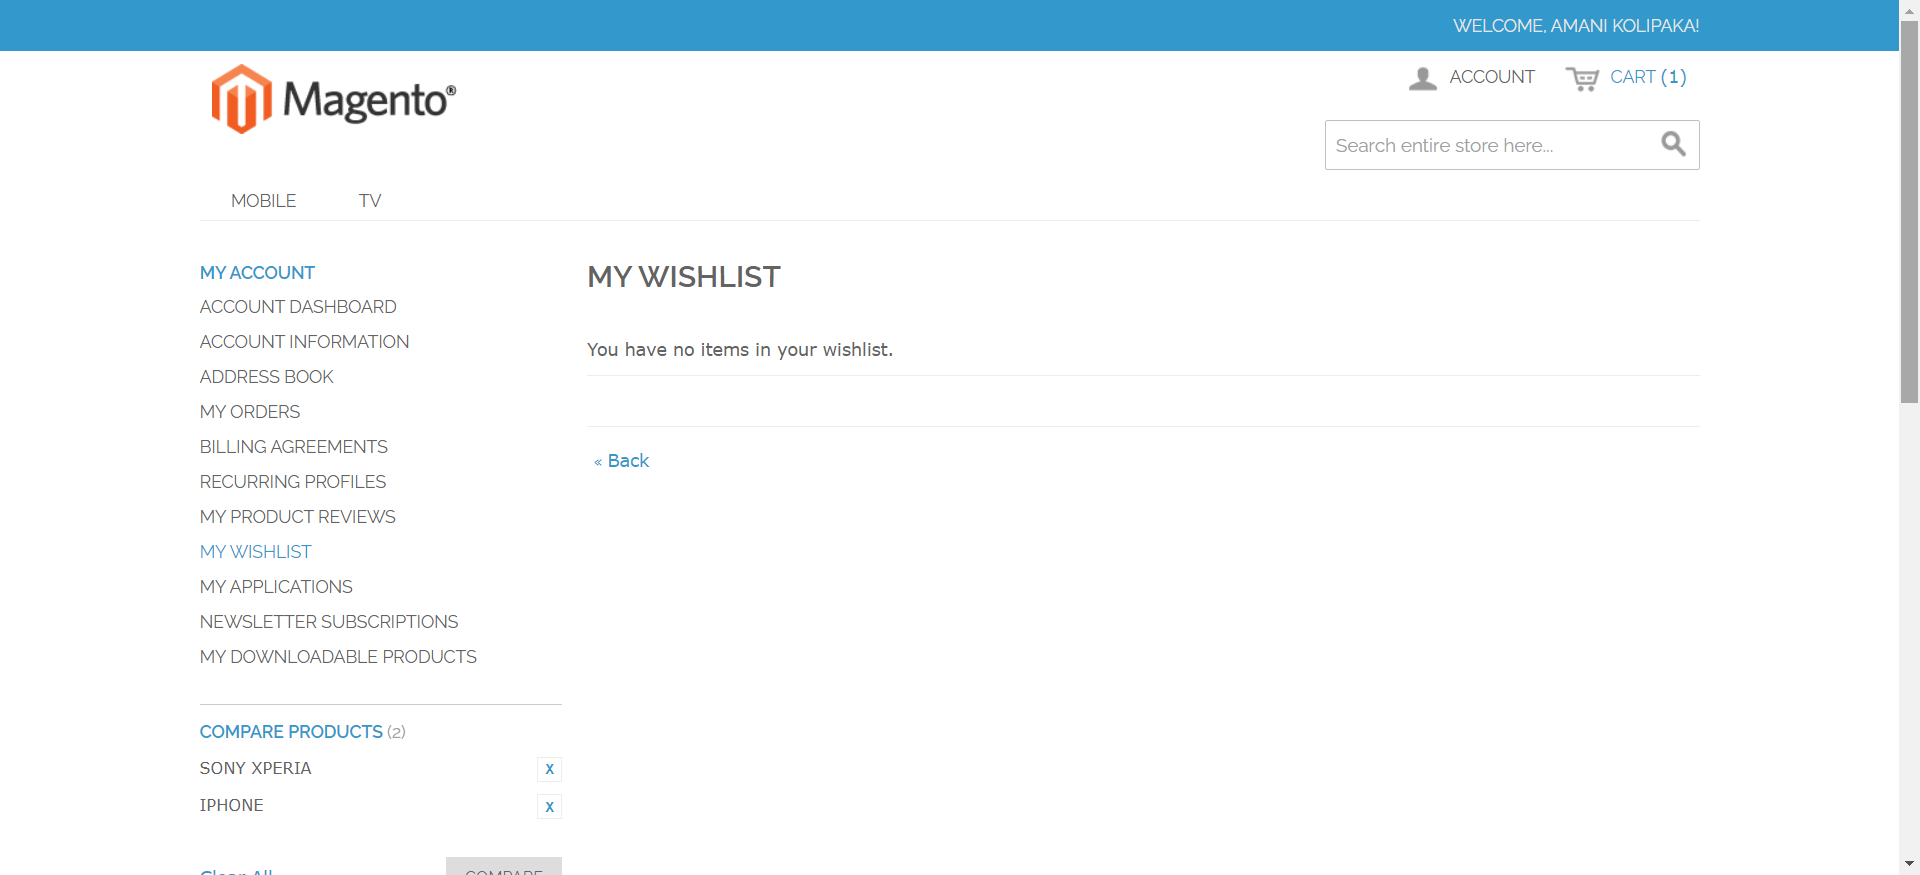 WELCOME, AMANI KOLIPAKA!
Magento®
ACCOUNT
CART (1)
Search entire store here...
MOBILE
TV
MY ACCOUNT
ACCOUNT DASHBOARD
ACCOUNT INFORMATION
ADDRESS BOOK
MY ORDERS
BILLING AGREEMENTS
RECURRING PROFILES
MY PRODUCT REVIEWS
MY WISHLIST
MY APPLICATIONS
NEWSLETTER SUBSCRIPTIONS
MY DOWNLOADABLE PRODUCTS
COMPARE PRODUCTS (2)
SONY XPERIA X
IPHONE X
Clear All
COMPARE
MY WISHLIST
You have no items in your wishlist.
« Back